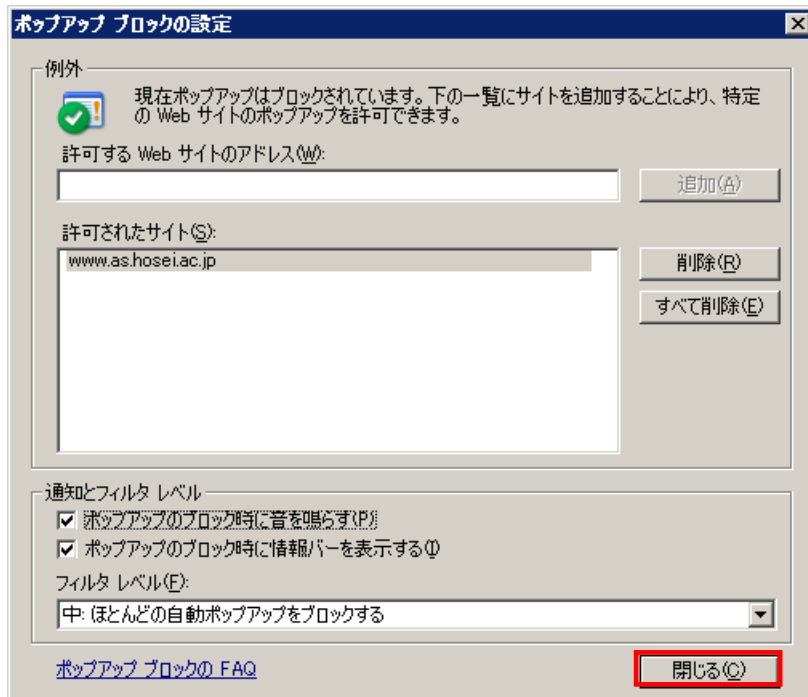 ポップアップ ブロックの設定
例外
現在ポップアップはブロックされています。下の一覧にサイトを追加することにより、特定
の Web サイトのポップアップを許可できます。
許可する Web サイトのアドレス(W):
追加(A)
許可されたサイト(S):
www.as.hosei.ac.jp
削除(R)
すべて削除(E)
通知とフィルタ レベル
ポップアップのブロック時に音を鳴らす(P)
ポップアップのブロック時に情報バーを表示する(I)
フィルタ レベル(F):
中: ほとんどの自動ポップアップをブロックする
ポップアップ ブロックの FAQ
閉じる(C)